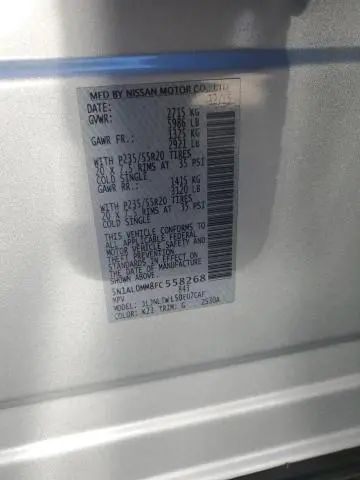 MFD BY NISSAN MOTOR CO.,LTD
DATE: 12/15
GVWR: 2715 KG
5986 LB
GAWR FR: 1325 KG
2921 LB
WITH P235/55R20 TIRES
20 X 7.5 RIMS AT 35 PSI
COLD SINGLE
GAWR RR: 1415 KG
3120 LB
WITH P235/55R20 TIRES
20 X 7.5 RIMS AT 35 PSI
COLD SINGLE
THIS VEHICLE CONFORMS TO
ALL APPLICABLE FEDERAL
MOTOR VEHICLE SAFETY
STANDARDS IN EFFECT ON
THE DATE OF MANUFACTURE
SHOWN ABOVE.
5N1AL0MM8FC558268
MPV R43
MODEL:
COLOR: K23 TRIM: G 2530A